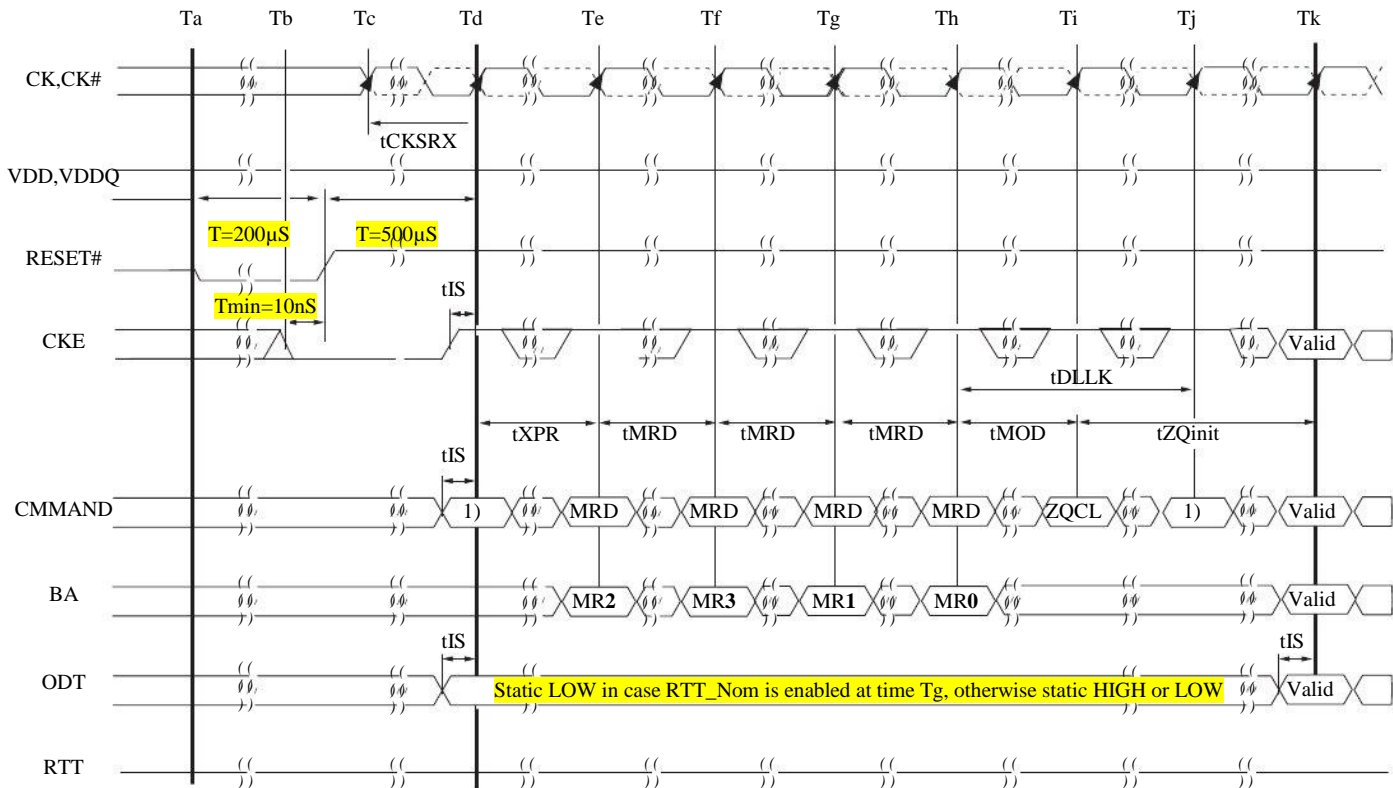 Ta Tb Tc Td Te Tf Tg Th Ti Tj Tk
CK,CK#
tCKSRX
VDD,VDDQ
T=200µS T=500µS
RESET#
Tmin=10nS tIS
CKE Valid
tDLLK
tXPR tMRD tMRD tMRD tMOD tZQinit
tIS
CMMAND 1) MRD MRD MRD MRD ZQCL 1) Valid
BA MR2 MR3 MR1 MR0 Valid
tIS tIS
ODT Static LOW in case RTT_Nom is enabled at time Tg, otherwise static HIGH or LOW Valid
RTT